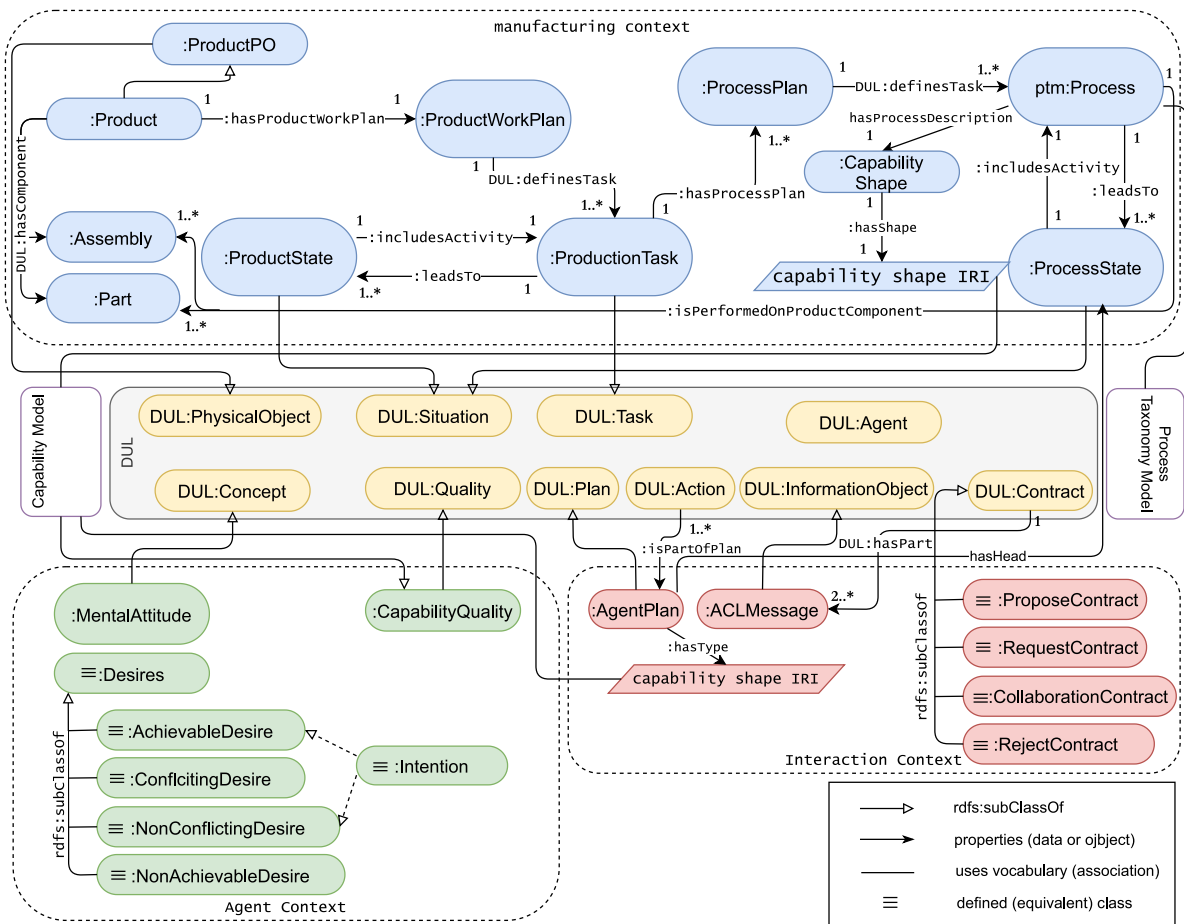 manufacturing context
:ProductPO
:Product
1
:hasProductWorkPlan
1
:ProductWorkPlan
:ProcessPlan
1
DUL:definesTask
1..*
ptm:Process
1
hasProcessDescription
1
:Capability
Shape
1
:hasShape
1
capability shape IRI
1
:includesActivity
1
1
:leadsTo
1..*
:ProcessState
1
DUL:definesTask
1..*
1..*
:hasProcessPlan
1
DUL:hasComponent
:Assembly
1..*
:Part
1..*
:ProductState
1
:includesActivity
1
:ProductionTask
:leadsTo
1..*
1
:isPerformedOnProductComponent
Capability Model
DUL
DUL:PhysicalObject
DUL:Situation
DUL:Task
DUL:Agent
DUL:Concept
DUL:Quality
DUL:Plan
DUL:Action
DUL:InformationObject
DUL:Contract
Process
Taxonomy Model
1..*
:isPartOfPlan
1
DUL:hasPart
2..*
hasHead
:MentalAttitude
:CapabilityQuality
≡:Desires
rdfs:subclassOf
≡ :AchievableDesire
≡ :ConflCitingDesire
≡ :NonConflictingDesire
≡ :NonAchievableDesire
≡ :Intention
Agent Context
:AgentPlan
:ACLMessage
:hasType
capability shape IRI
rdfs:subclassOf
≡ :ProposeContract
≡ :RequestContract
≡:CollaborationContract
≡ :RejectContract
Interaction Context
rdfs:subClassOf
properties (data or ojbject)
uses vocabulary (association)
≡ defined (equivalent) class